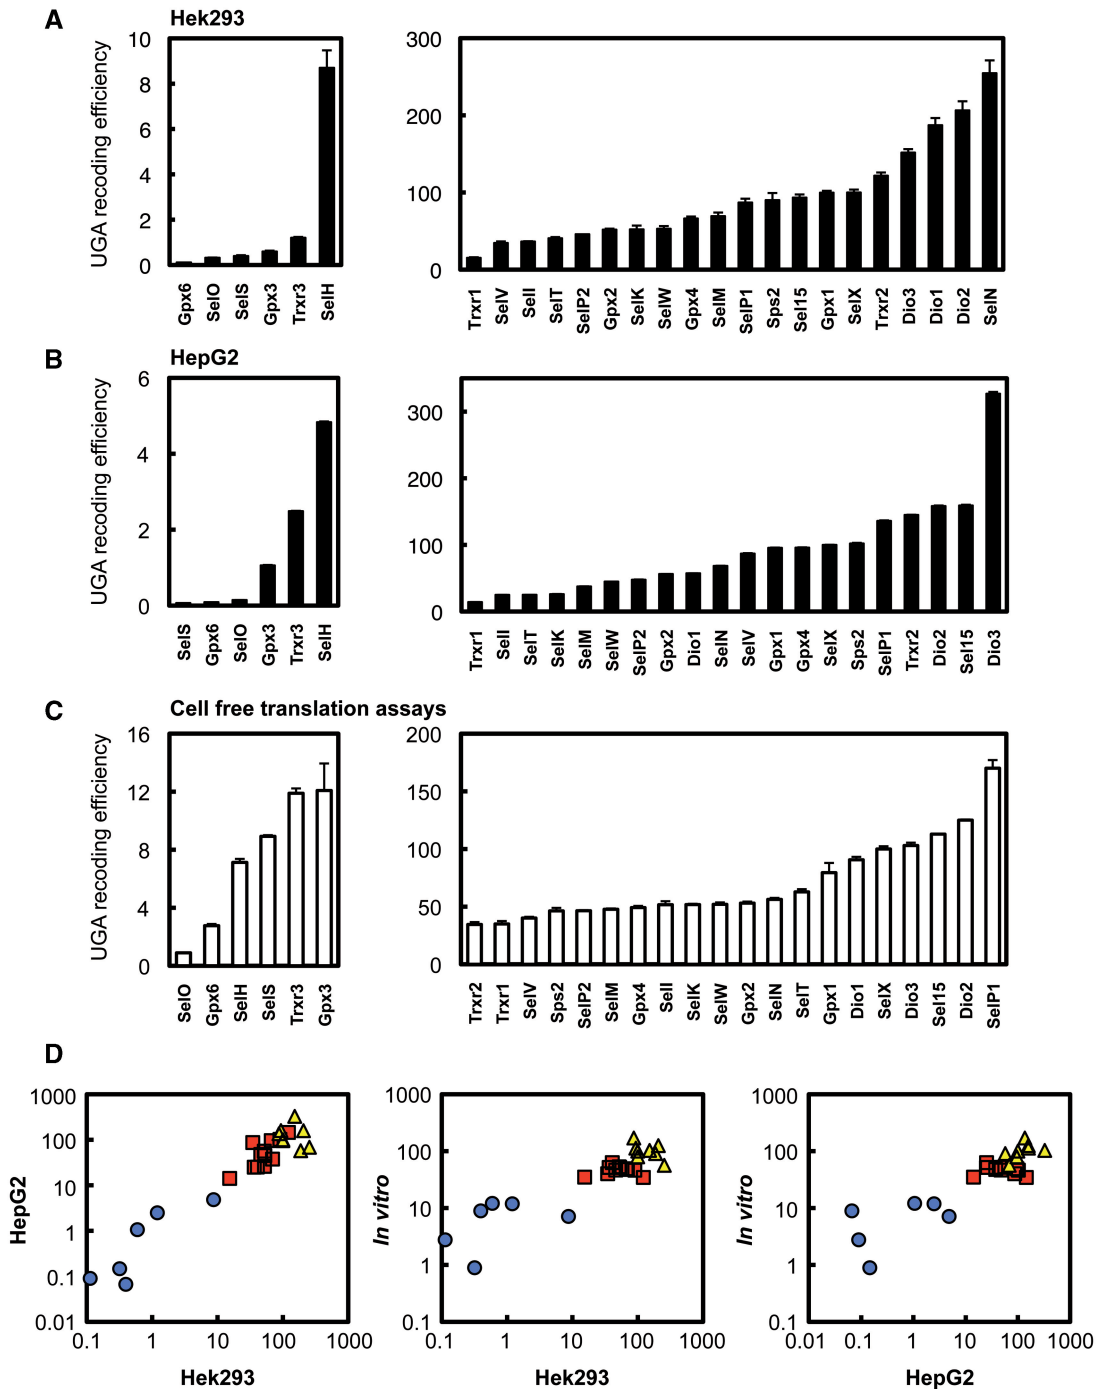 A
Hek293
UGA recoding efficiency
10
8
6
4
2
0
Gpx6 SelO SelS Gpx3 Trxr3 SelH
300
200
100
0
Trxr1 SelV SelI SelT SelP2 Gpx2 SelK SelW Gpx4 SelM SelP1 Sps2 Sel15 Gpx1 SelX Trxr2 Dio3 Dio1 Dio2 SelN
B
HepG2
UGA recoding efficiency
6
4
2
0
SelS Gpx6 SelO Gpx3 Trxr3 SelH
300
200
100
0
Trxr1 SelI SelT SelK SelM SelW SelP2 Gpx2 Dio1 SelN SelV Gpx1 Gpx4 SelX Sps2 SelP1 Trxr2 Dio2 Sel15 Dio3
C
Cell free translation assays
UGA recoding efficiency
16
12
8
4
0
SelO Gpx6 SelH SelS Trxr3 Gpx3
200
150
100
50
0
Trxr2 Trxr1 SelV Sps2 SelP2 SelM Gpx4 SelI SelK SelW Gpx2 SelN SelT Gpx1 Dio1 SelX Dio3 Sel15 Dio2 SelP1
D
HepG2
1000
100
10
1
0.1
0.01
0.1 1 10 100 1000
Hek293
In vitro
1000
100
10
1
0.1
0.1 1 10 100 1000
Hek293
In vitro
1000
100
10
1
0.1
0.01 0.1 1 10 100 1000
HepG2